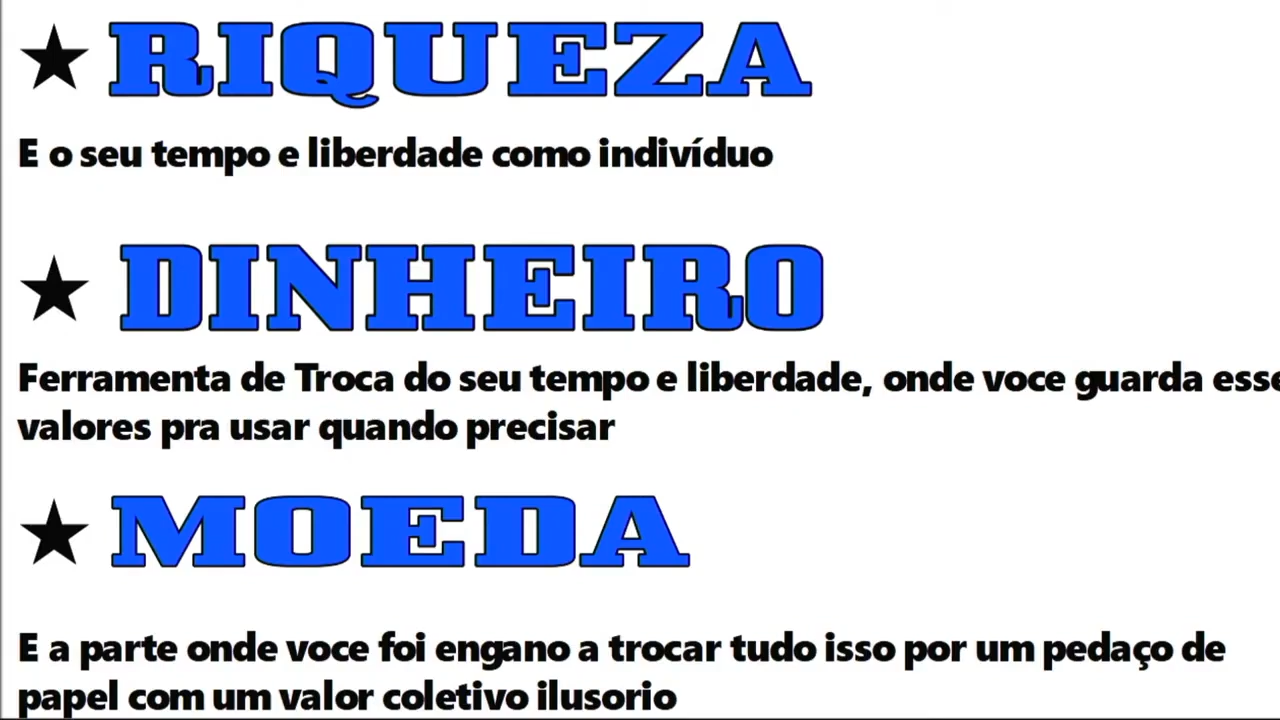 ★ RIQUEZA
E o seu tempo e liberdade como indivíduo
★ DINHEIRO
Ferramenta de Troca do seu tempo e liberdade, onde voce guarda esse
valores pra usar quando precisar
★ MOEDA
E a parte onde voce foi engano a trocar tudo isso por um pedaço de
papel com um valor coletivo ilusorio